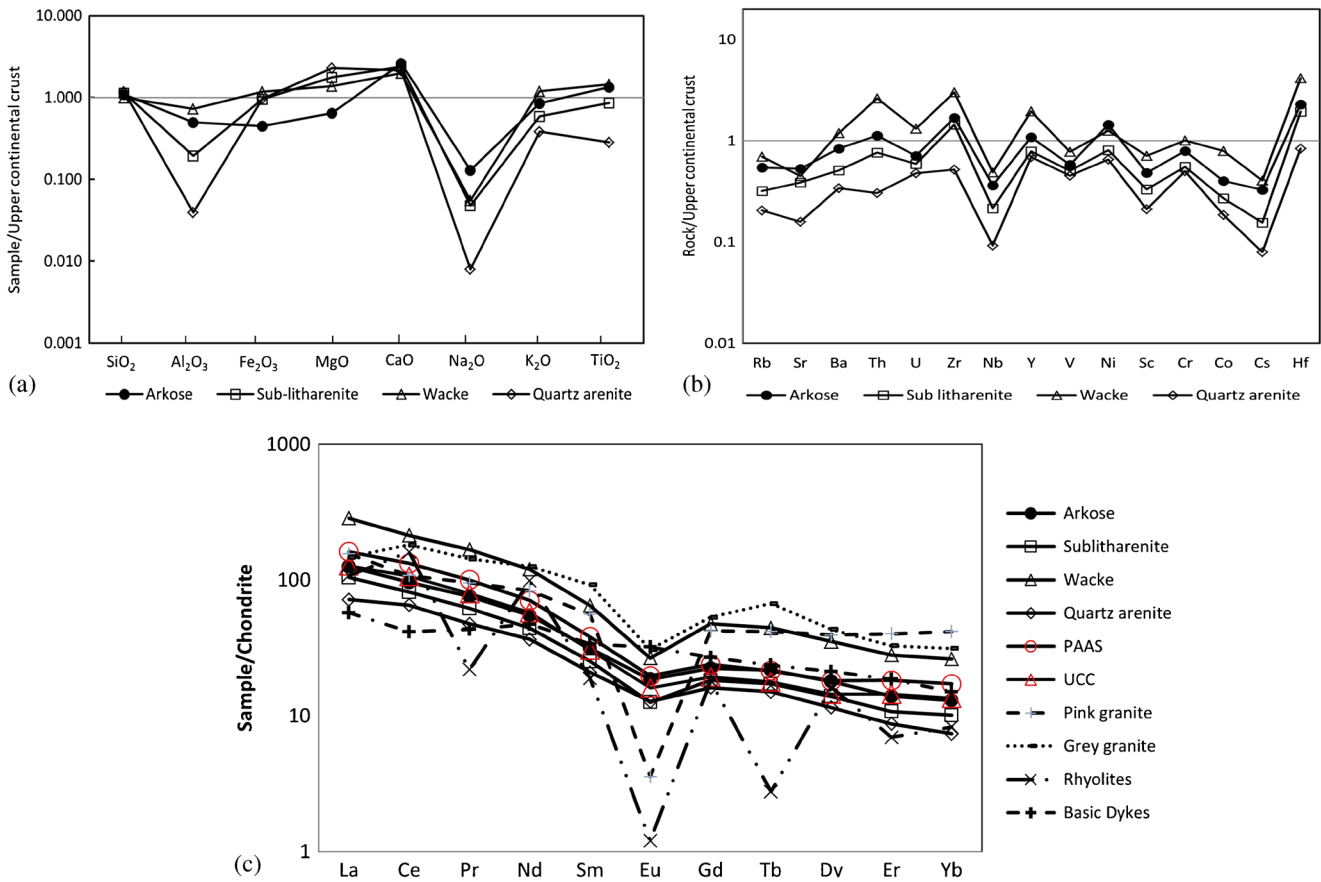 Sample/Upper continental crust
10.000
1.000
0.100
0.010
0.001
SiO₂ Al₂O₃ Fe₂O₃ MgO CaO Na₂O K₂O TiO₂
(a)
Arkose Sub-litharenite Wacke Quartz arenite
Rock/Upper continental crust
10
1
0.1
0.01
Rb Sr Ba Th U Zr Nb Y V Ni Sc Cr Co Cs Hf
(b)
Arkose Sub litharenite Wacke Quartz arenite
Sample/Chondrite
1000
100
10
1
La Ce Pr Nd Sm Eu Gd Tb Dv Er Yb
(c)
Arkose
Sublitharenite
Wacke
Quartz arenite
PAAS
UCC
Pink granite
Grey granite
Rhyolites
Basic Dykes